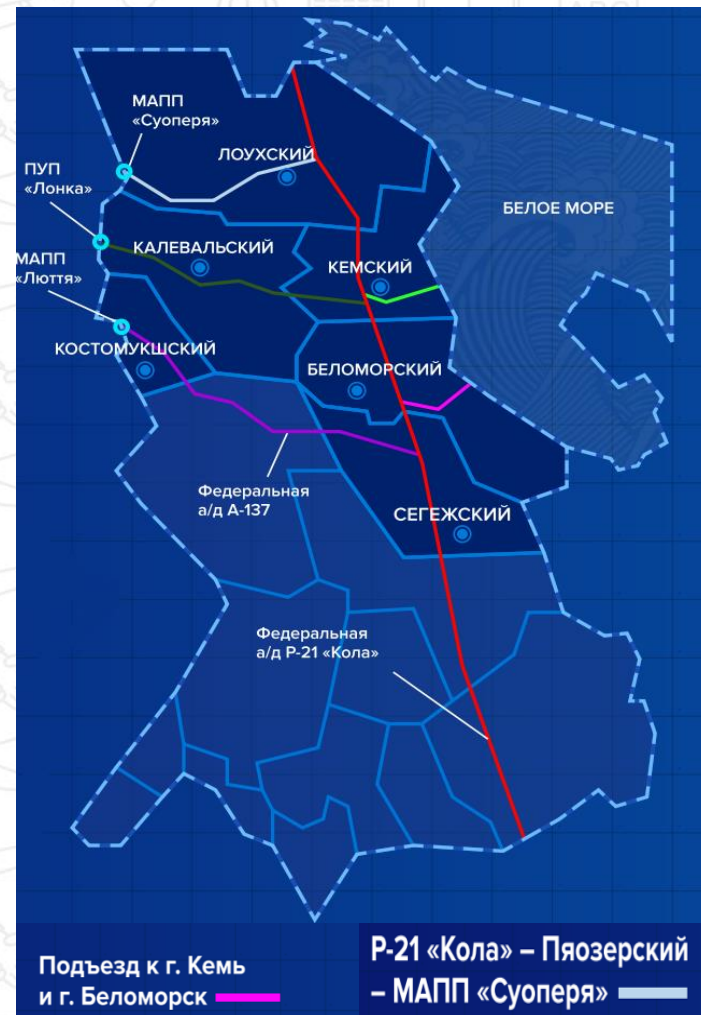 МАПП
«Суоперя»
ЛОУХСКИЙ
ПУП
«Лонка»
БЕЛОЕ МОРЕ
КАЛЕВАЛЬСКИЙ
КЕМСКИЙ
МАПП
«Люття»
КОСТОМУКШСКИЙ
БЕЛОМОРСКИЙ
Федеральная
а/д А-137
СЕГЕЖСКИЙ
Федеральная
а/д Р-21 «Кола»
Подъезд к г. Кемь
и г. Беломорск
Р-21 «Кола» – Пяозерский
– МАПП «Суоперя»